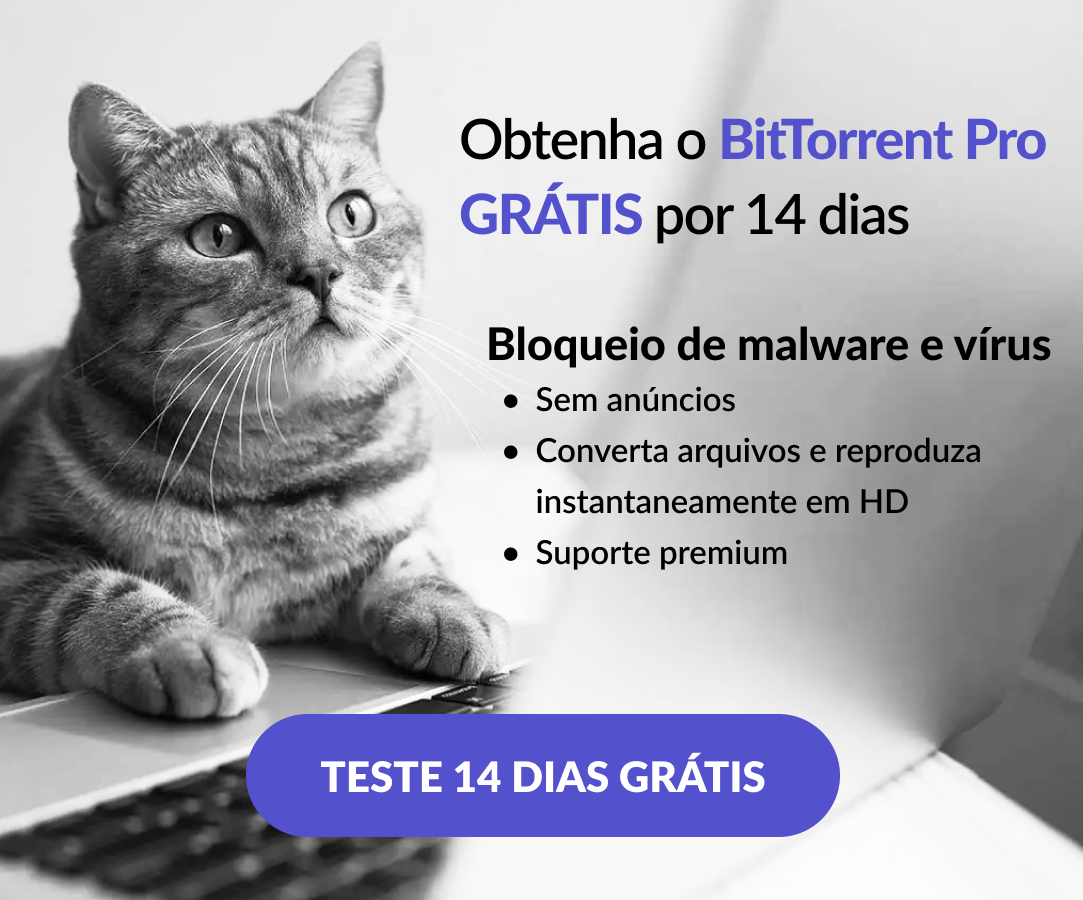 Obtenha o BitTorrent Pro
GRÁTIS por 14 dias
Bloqueio de malware e vírus
• Sem anúncios
• Converta arquivos e reproduza
instantaneamente em HD
• Suporte premium
TESTE 14 DIAS GRÁTIS